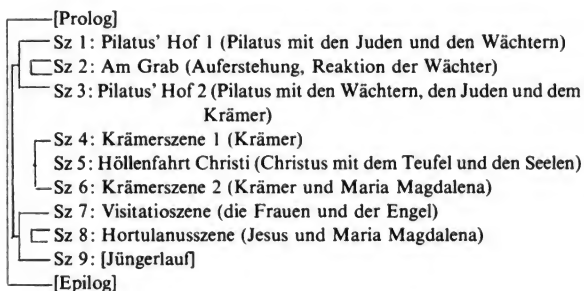 [Prolog]
Sz 1: Pilatus' Hof 1 (Pilatus mit den Juden und den Wächtern)
Sz 2: Am Grab (Auferstehung, Reaktion der Wächter)
Sz 3: Pilatus' Hof 2 (Pilatus mit den Wächtern, den Juden und dem
Krämer)
Sz 4: Krämerszene 1 (Krämer)
Sz 5: Höllenfahrt Christi (Christus mit dem Teufel und den Seelen)
Sz 6: Krämerszene 2 (Krämer und Maria Magdalena)
Sz 7: Visitatioszene (die Frauen und der Engel)
Sz 8: Hortulanusszene (Jesus und Maria Magdalena)
Sz 9: [Jüngerlauf]
[Epilog]